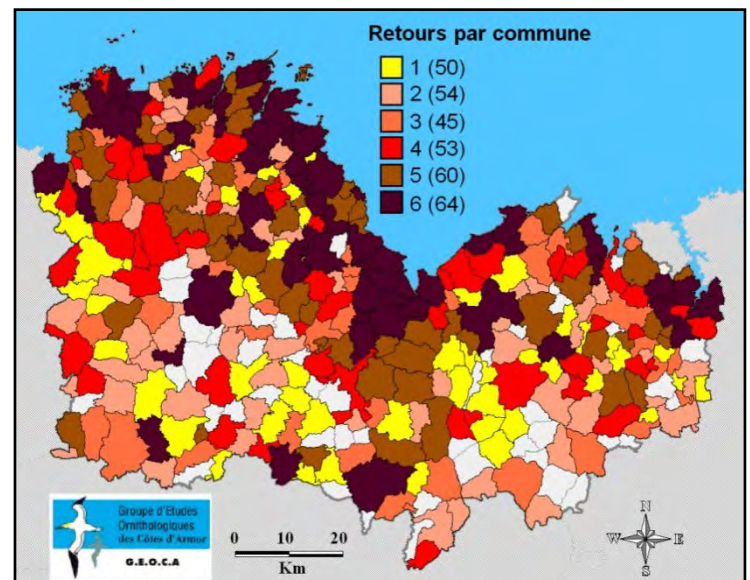 Retours par commune
1 (50)
2 (54)
3 (45)
4 (53)
5 (60)
6 (64)
Groupe d'Etudes
Ornithologiques
des Côtes d'Armor
G.E.O.C.A
0 10 20
Km
N
W E
S